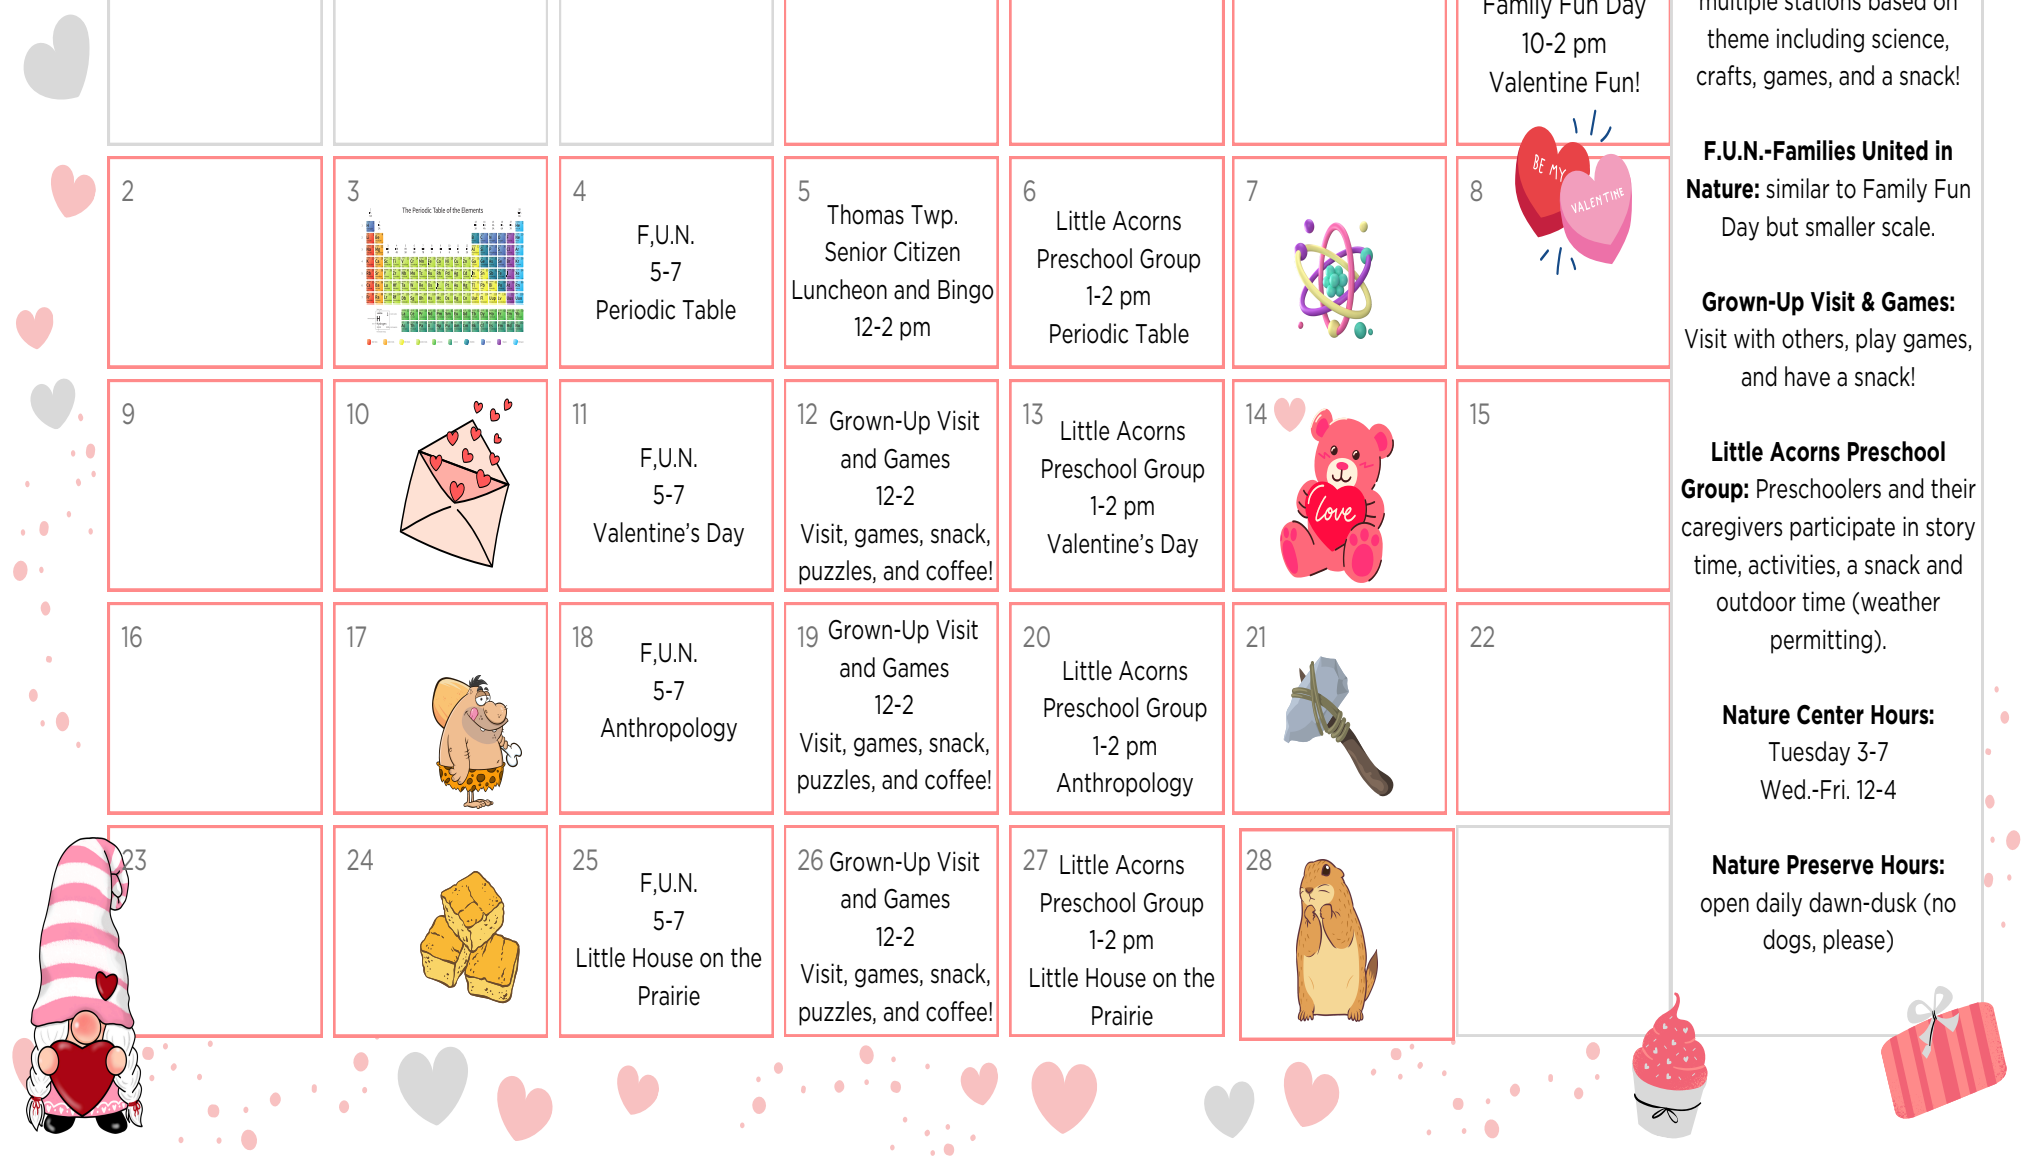 Family Fun Day
10-2 pm
Valentine Fun!
BE MY
VALENTINE
2
3
The Periodic Table of the Elements
4
F,U.N.
5-7
Periodic Table
5
Thomas Twp.
Senior Citizen
Luncheon and Bingo
12-2 pm
6
Little Acorns
Preschool Group
1-2 pm
Periodic Table
7
8
9
10
11
F,U.N.
5-7
Valentine’s Day
12
Grown-Up Visit
and Games
12-2
Visit, games, snack,
puzzles, and coffee!
13
Little Acorns
Preschool Group
1-2 pm
Valentine’s Day
14
love
15
16
17
18
F,U.N.
5-7
Anthropology
19
Grown-Up Visit
and Games
12-2
Visit, games, snack,
puzzles, and coffee!
20
Little Acorns
Preschool Group
1-2 pm
Anthropology
21
22
23
24
25
F,U.N.
5-7
Little House on the
Prairie
26
Grown-Up Visit
and Games
12-2
Visit, games, snack,
puzzles, and coffee!
27
Little Acorns
Preschool Group
1-2 pm
Little House on the
Prairie
28
multiple stations based on
theme including science,
crafts, games, and a snack!
F.U.N.-Families United in
Nature: similar to Family Fun
Day but smaller scale.
Grown-Up Visit & Games:
Visit with others, play games,
and have a snack!
Little Acorns Preschool
Group: Preschoolers and their
caregivers participate in story
time, activities, a snack and
outdoor time (weather
permitting).
Nature Center Hours:
Tuesday 3-7
Wed.-Fri. 12-4
Nature Preserve Hours:
open daily dawn-dusk (no
dogs, please)